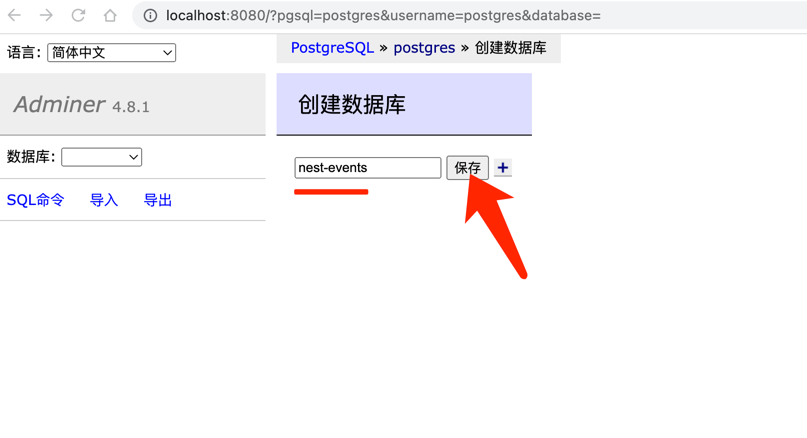 localhost:8080/?pgsql=postgres&username=postgres&database=
语言: 简体中文
PostgreSQL » postgres » 创建数据库
Adminer 4.8.1
创建数据库
数据库:
nest-events 保存 +
SQL命令 导入 导出